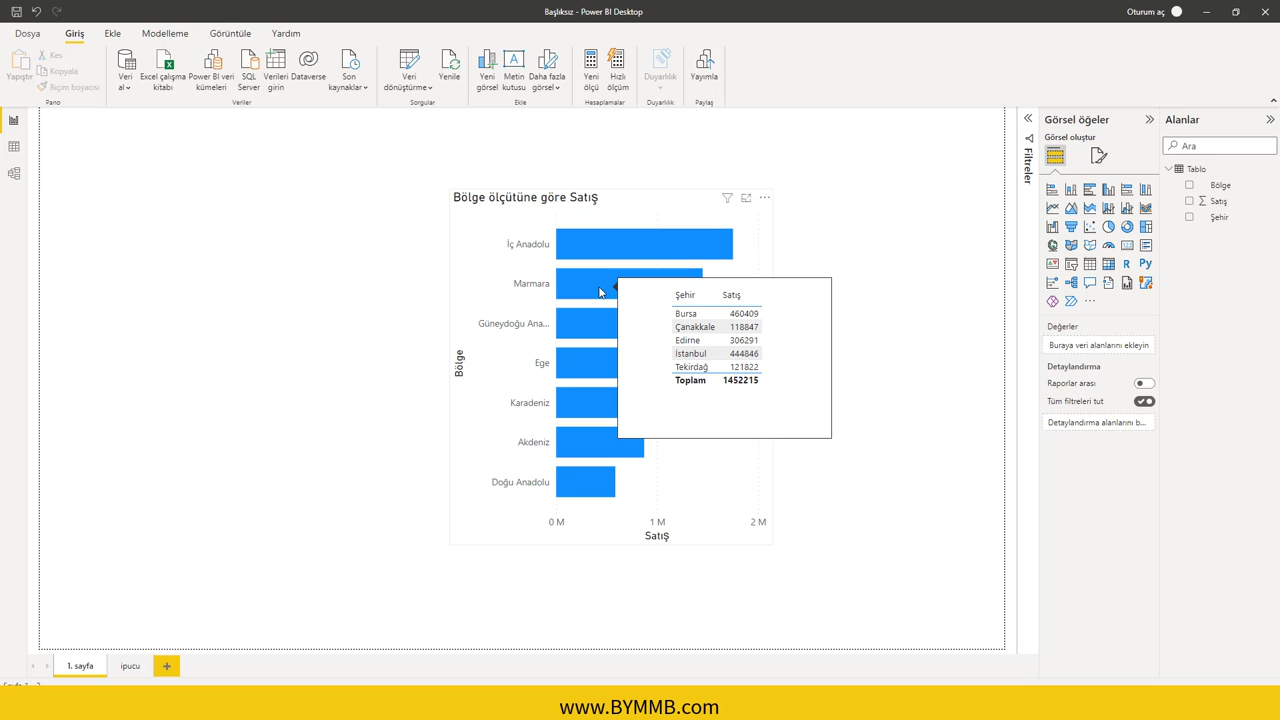 Başlıksız - Power BI Desktop
Oturum aç
Dosya Giriş Ekle Modelleme Görüntüle Yardım
Yapıştır
Kes
Kopyala
Biçim boyacısı
Pano
Veri al
Excel çalışma kitabı
Power BI veri kümeleri
SQL Server
Verileri girin
Dataverse
Son kaynaklar
Veriler
Veri dönüştürme
Yenile
Sorgular
Yeni görsel
Metin kutusu
Daha fazla görsel
Ekle
Yeni ölçü
Hızlı ölçüm
Hesaplamalar
Duyarlılık
Duyarlılık
Yayımla
Paylaş
Bölge ölçütüne göre Satış
Bölge
İç Anadolu
Marmara
Güneydoğu Ana...
Ege
Karadeniz
Akdeniz
Doğu Anadolu
0 M 1 M 2 M
Satış
Şehir Satış
Bursa 460409
Çanakkale 118847
Edirne 306291
İstanbul 444846
Tekirdağ 121822
Toplam 1452215
Filtreler
Görsel öğeler
Görsel oluştur
R Py
Değerler
Buraya veri alanlarını ekleyin
Detaylandırma
Raporlar arası
Tüm filtreleri tut
Detaylandırma alanlarını b...
Alanlar
Ara
Tablo
Bölge
Σ Satış
Şehir
1. sayfa ipucu
www.BYMMB.com